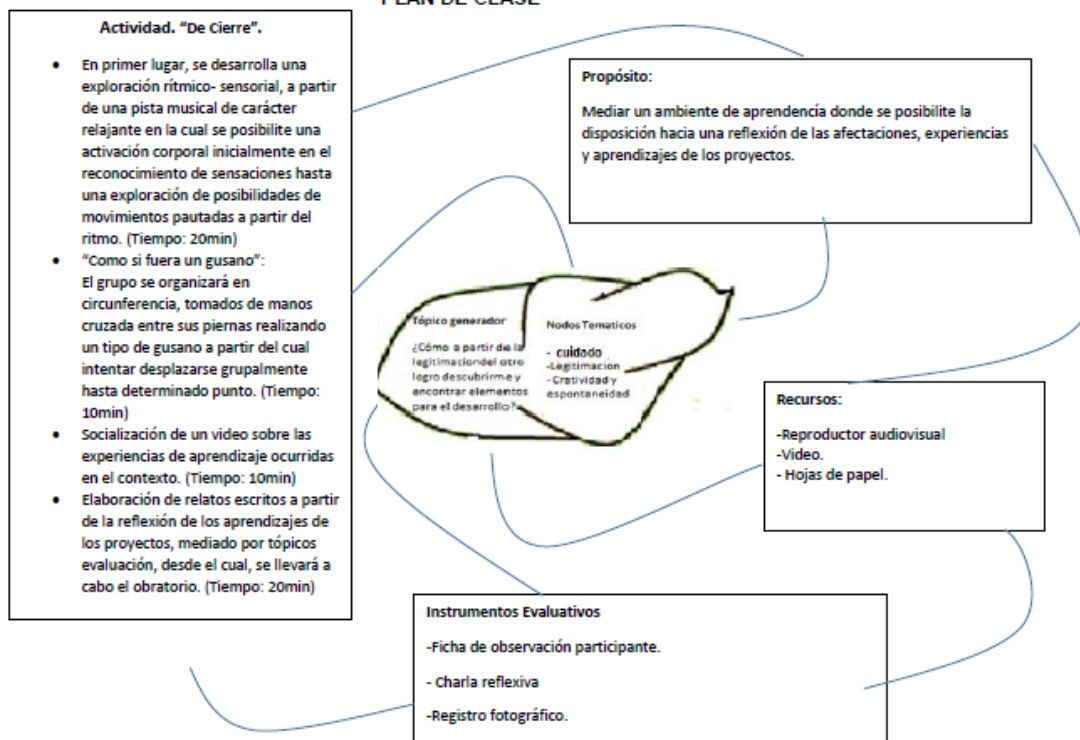 PLAN DE CLASE
Actividad. “De Cierre”.
• En primer lugar, se desarrolla una
exploración rítmico- sensorial, a partir
de una pista musical de carácter
relajante en la cual se posibilite una
activación corporal inicialmente en el
reconocimiento de sensaciones hasta
una exploración de posibilidades de
movimientos pautadas a partir del
ritmo. (Tiempo: 20min)
• “Como si fuera un gusano”:
El grupo se organizará en
circunferencia, tomados de manos
cruzada entre sus piernas realizando
un tipo de gusano a partir del cual
intentar desplazarse grupalmente
hasta determinado punto. (Tiempo:
10min)
• Socialización de un video sobre las
experiencias de aprendizaje ocurridas
en el contexto. (Tiempo: 10min)
• Elaboración de relatos escritos a partir
de la reflexión de los aprendizajes de
los proyectos, mediado por tópicos
evaluación, desde el cual, se llevará a
cabo el obratorio. (Tiempo: 20min)
Propósito:
Mediar un ambiente de aprendencía donde se posibilite la
disposición hacia una reflexión de las afectaciones, experiencias
y aprendizajes de los proyectos.
Tópico generador
¿Cómo a partir de la
legitimaciondel otro
logro descubrirme y
encontrar elementos
para el desarrollo?
Nodos Tematicos
- cuidado
-Legitimacion
- Cratividad y
espontaneidad
Recursos:
-Reproductor audiovisual
-Video.
- Hojas de papel.
Instrumentos Evaluativos
-Ficha de observación participante.
- Charla reflexiva
-Registro fotográfico.